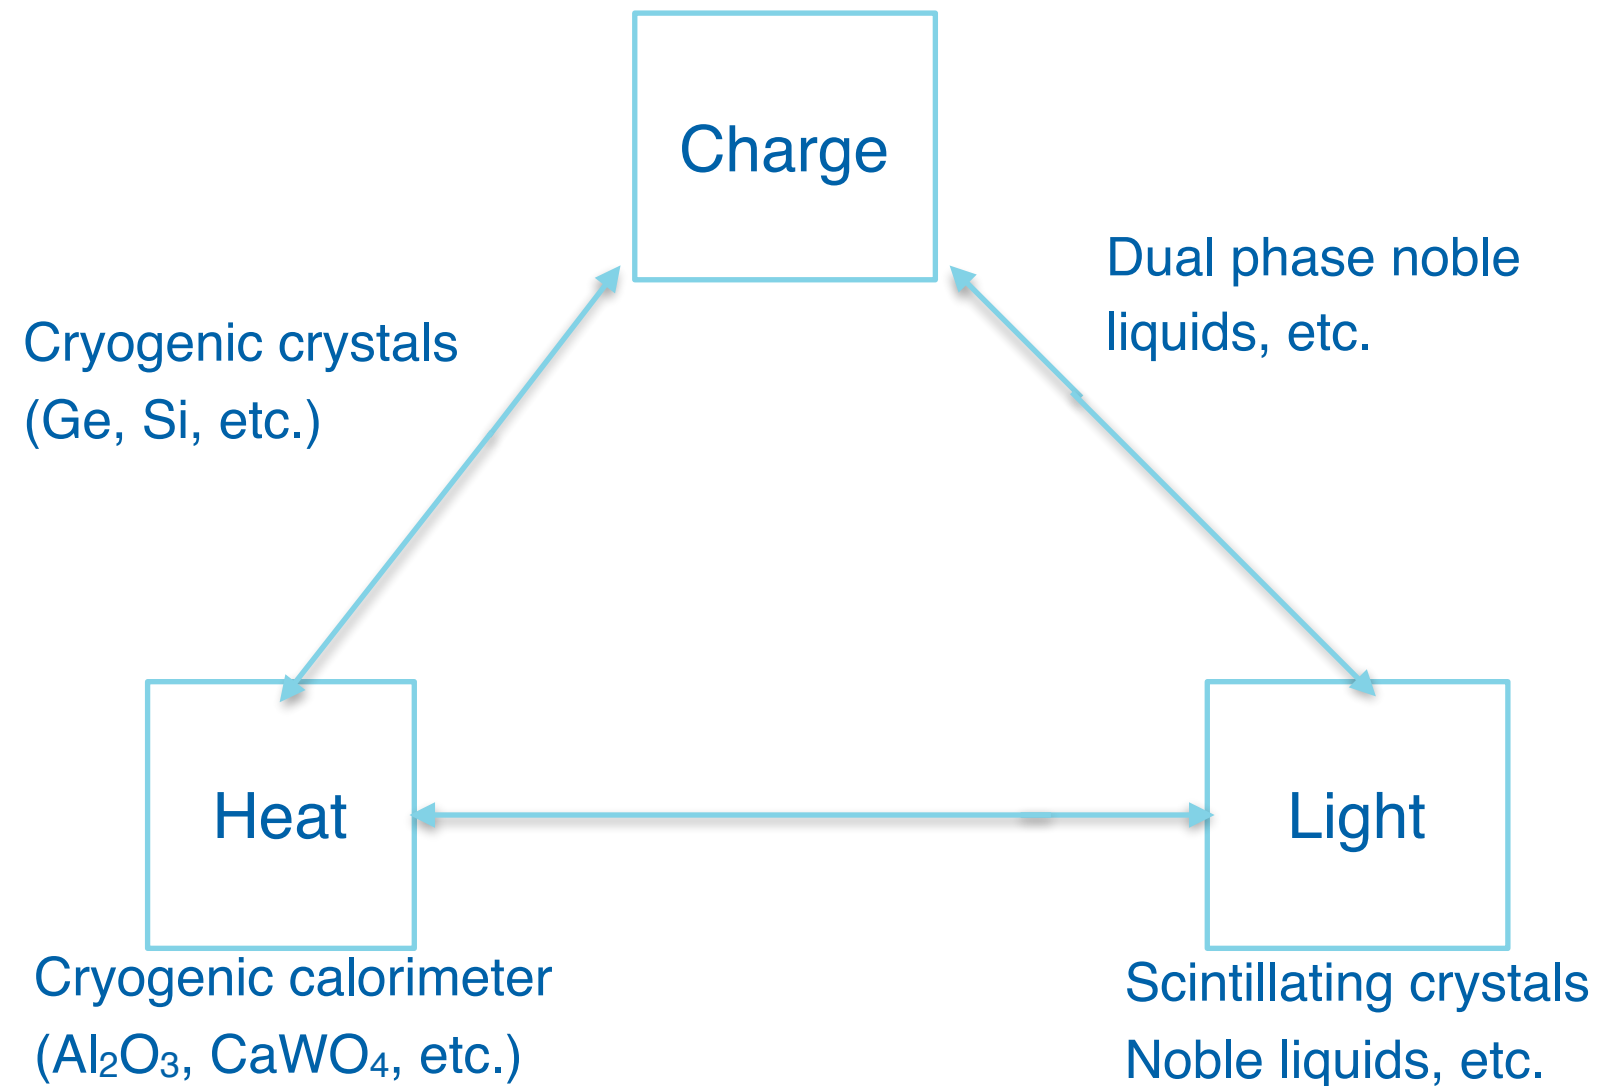 Charge
Dual phase noble
liquids, etc.
Cryogenic crystals
(Ge, Si, etc.)
Heat
Light
Cryogenic calorimeter
(Al₂O₃, CaWO₄, etc.)
Scintillating crystals
Noble liquids, etc.